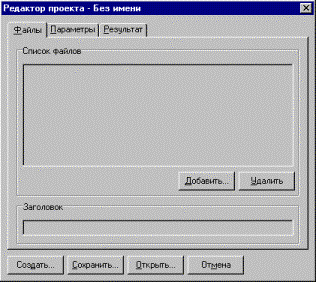 Редактор проекта - Без имени
Файлы Параметры Результат
Список файлов
Добавить... Удалить
Заголовок
Создать... Сохранить... Открыть... Отмена